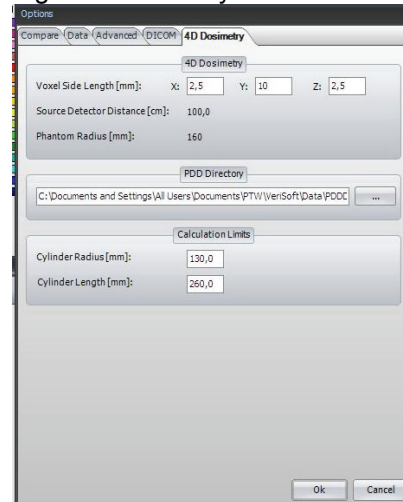 Options
Compare Data Advanced DICOM 4D Dosimetry
4D Dosimetry
Voxel Side Length [mm]: X: 2,5 Y: 10 Z: 2,5
Source Detector Distance [cm]: 100,0
Phantom Radius [mm]: 160
PDD Directory
C:\Documents and Settings\All Users\Documents\PTW\VeriSoft\Data\PDDD ...
Calculation Limits
Cylinder Radius [mm]: 130,0
Cylinder Length [mm]: 260,0
Ok Cancel